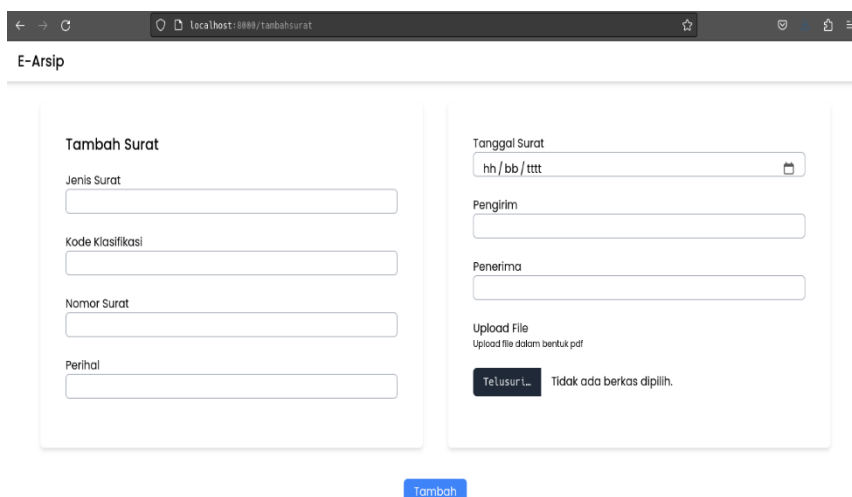 localhost:8000/tambahsurat
E-Arsip
Tambah Surat
Jenis Surat
Kode Klasifikasi
Nomor Surat
Perihal
Tanggal Surat
hh/bb/tttt
Pengirim
Penerima
Upload File
Upload file dalam bentuk pdf
Telusuri… Tidak ada berkas dipilih.
Tambah